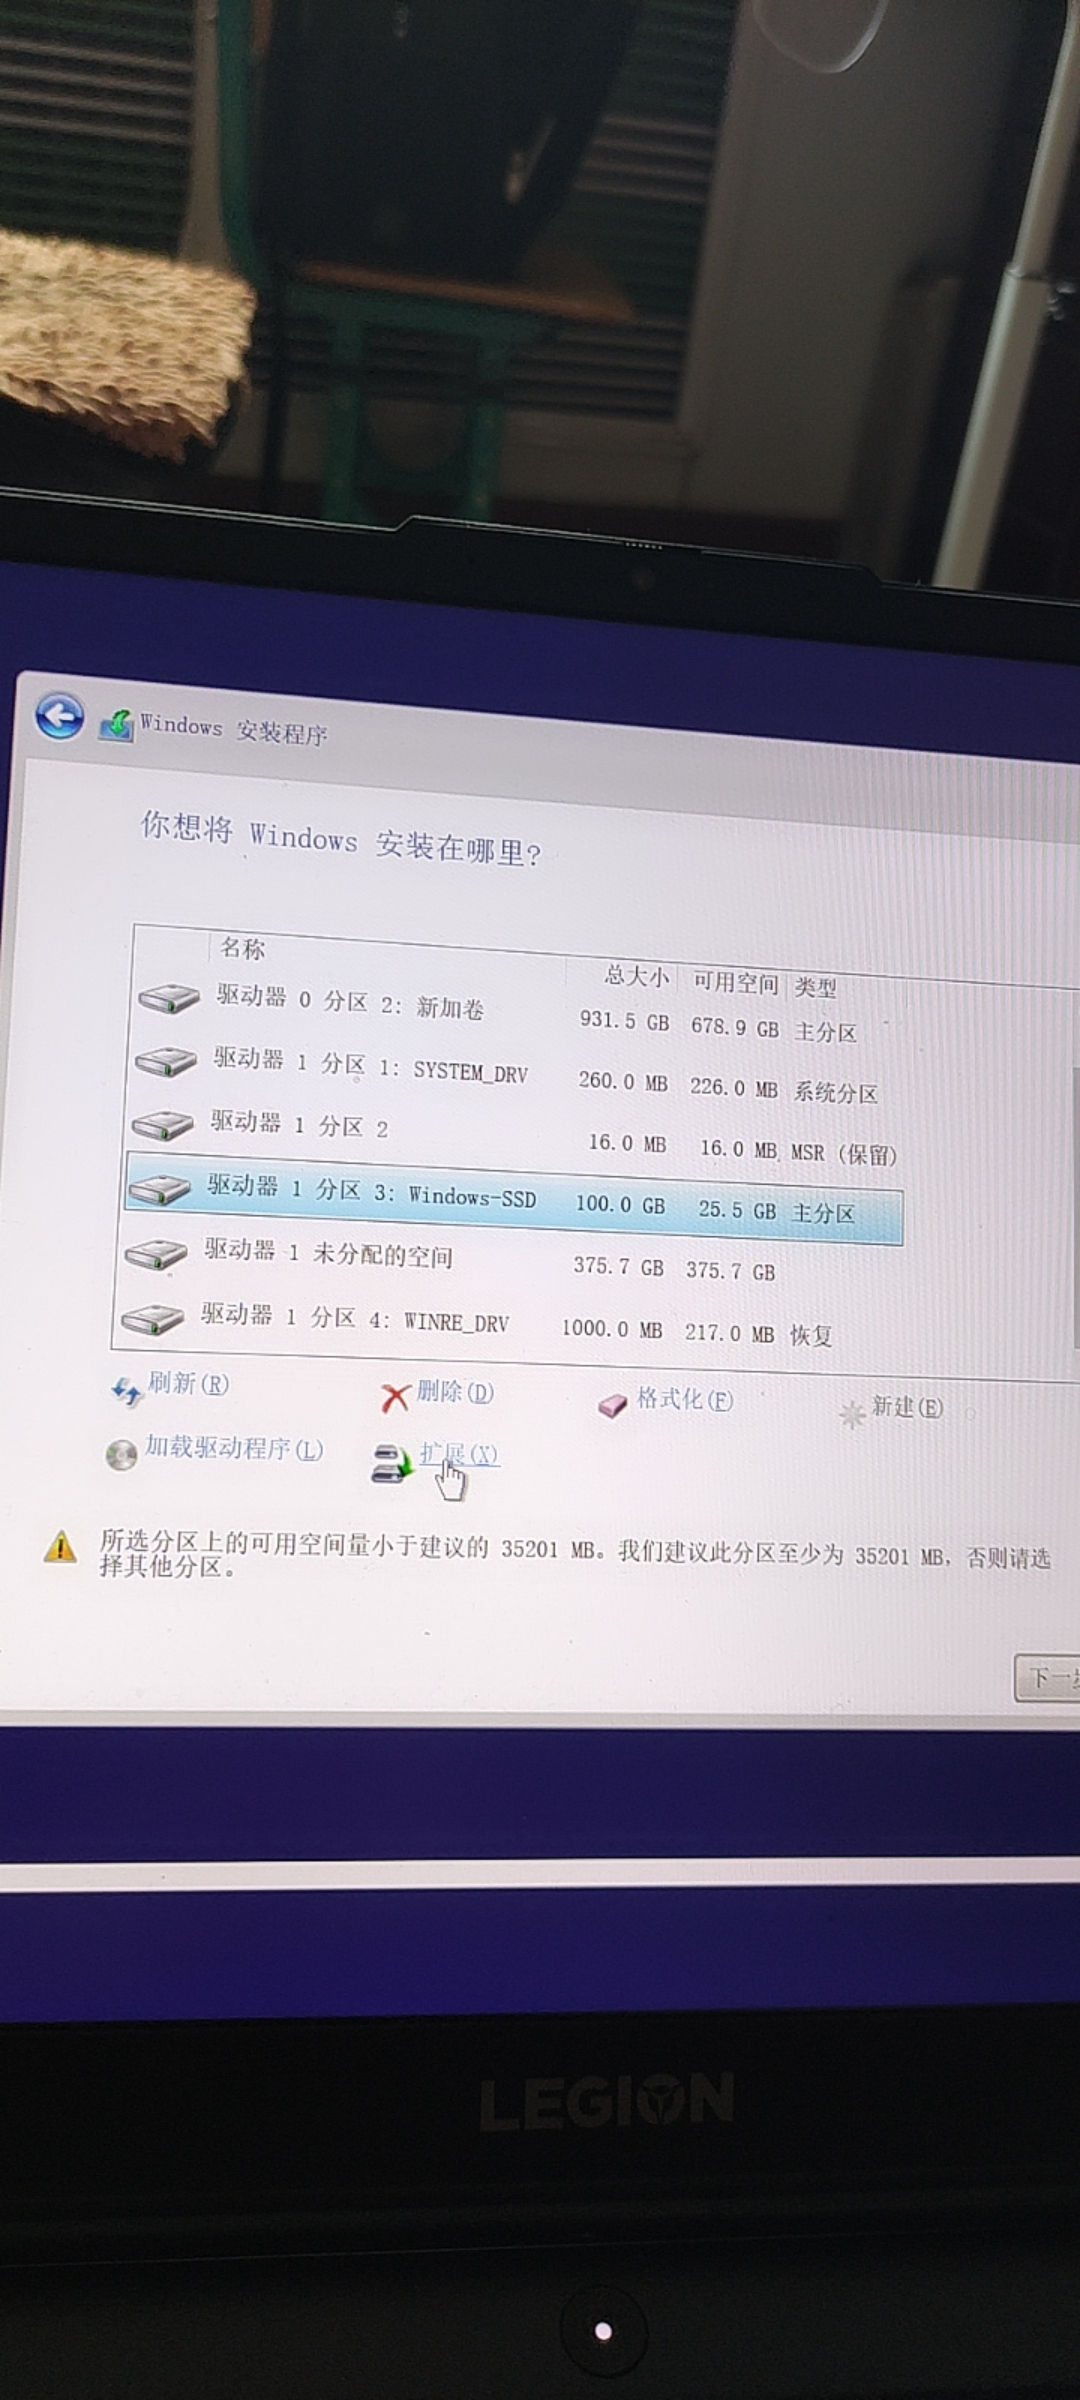 Windows 安装程序
你想将 Windows 安装在哪里?
名称 总大小 可用空间 类型
驱动器 0 分区 2: 新加卷 931.5 GB 678.9 GB 主分区
驱动器 1 分区 1: SYSTEM_DRV 260.0 MB 226.0 MB 系统分区
驱动器 1 分区 2 16.0 MB 16.0 MB MSR (保留)
驱动器 1 分区 3: Windows-SSD 100.0 GB 25.5 GB 主分区
驱动器 1 未分配的空间 375.7 GB 375.7 GB
驱动器 1 分区 4: WINRE_DRV 1000.0 MB 217.0 MB 恢复
刷新(R) 删除(D) 格式化(F) 新建(E)
加载驱动程序(L) 扩展(X)
所选分区上的可用空间量小于建议的 35201 MB。我们建议此分区至少为 35201 MB，否则请选
择其他分区。
下一
LEGION